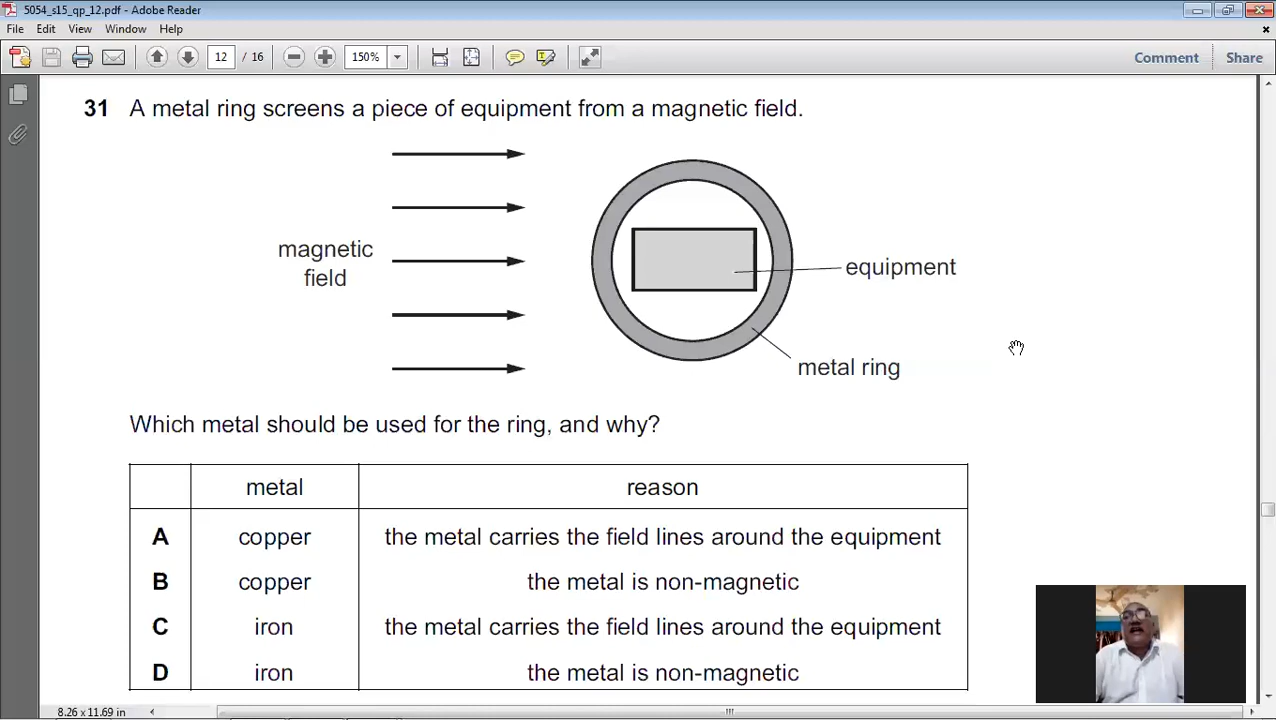 5054_s15_qp_12.pdf - Adobe Reader
File Edit View Window Help
12 / 16 150% Comment Share
31 A metal ring screens a piece of equipment from a magnetic field.
magnetic
field
equipment
metal ring
Which metal should be used for the ring, and why?
metal reason
A copper the metal carries the field lines around the equipment
B copper the metal is non-magnetic
C iron the metal carries the field lines around the equipment
D iron the metal is non-magnetic
8.26 x 11.69 in